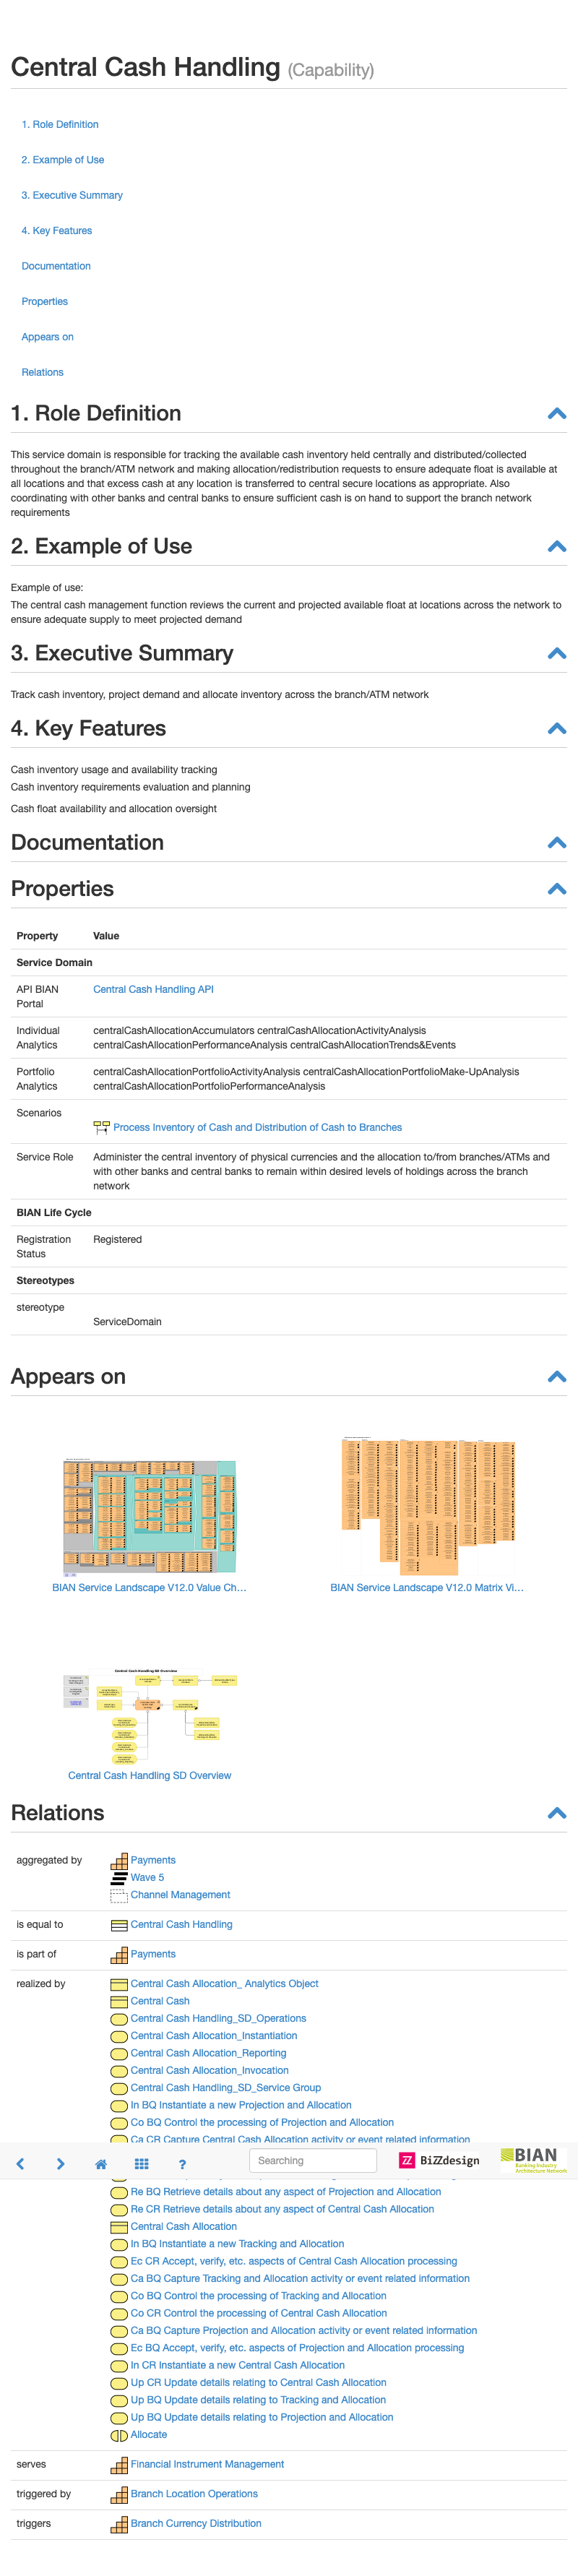 Central Cash Handling (Capability)
1. Role Definition
2. Example of Use
3. Executive Summary
4. Key Features
Documentation
Properties
Appears on
Relations
1. Role Definition
This service domain is responsible for tracking the available cash inventory held centrally and distributed/collected
throughout the branch/ATM network and making allocation/redistribution requests to ensure adequate float is available at
all locations and that excess cash at any location is transferred to central secure locations as appropriate. Also
coordinating with other banks and central banks to ensure sufficient cash is on hand to support the branch network
requirements
2. Example of Use
Example of use:
The central cash management function reviews the current and projected available float at locations across the network to
ensure adequate supply to meet projected demand
3. Executive Summary
Track cash inventory, project demand and allocate inventory across the branch/ATM network
4. Key Features
Cash inventory usage and availability tracking
Cash inventory requirements evaluation and planning
Cash float availability and allocation oversight
Documentation
Properties
Property Value
Service Domain
API BIAN Central Cash Handling API
Portal
Individual centralCashAllocationAccumulators centralCashAllocationActivityAnalysis
Analytics centralCashAllocationPerformanceAnalysis centralCashAllocationTrends&Events
Portfolio centralCashAllocationPortfolioActivityAnalysis centralCashAllocationPortfolioMake-UpAnalysis
Analytics centralCashAllocationPortfolioPerformanceAnalysis
Scenarios
Process Inventory of Cash and Distribution of Cash to Branches
Service Role Administer the central inventory of physical currencies and the allocation to/from branches/ATMs and
with other banks and central banks to remain within desired levels of holdings across the branch
network
BIAN Life Cycle
Registration Registered
Status
Stereotypes
stereotype
ServiceDomain
Appears on
BIAN Service Landscape V12.0 Value Ch...
BIAN Service Landscape V12.0 Matrix Vi...
Central Cash Handling SD Overview
Central Cash Handling SD Overview
Relations
aggregated by Payments
Wave 5
Channel Management
is equal to Central Cash Handling
is part of Payments
realized by Central Cash Allocation_ Analytics Object
Central Cash
Central Cash Handling_SD_Operations
Central Cash Allocation_Instantiation
Central Cash Allocation_Reporting
Central Cash Allocation_Invocation
Central Cash Handling_SD_Service Group
In BQ Instantiate a new Projection and Allocation
Co BQ Control the processing of Projection and Allocation
Ca CR Capture Central Cash Allocation activity or event related information
? Searching BiZZdesign BIAN
Banking Industry
Architecture Network
Re BQ Retrieve details about any aspect of Projection and Allocation
Re CR Retrieve details about any aspect of Central Cash Allocation
Central Cash Allocation
In BQ Instantiate a new Tracking and Allocation
Ec CR Accept, verify, etc. aspects of Central Cash Allocation processing
Ca BQ Capture Tracking and Allocation activity or event related information
Co BQ Control the processing of Tracking and Allocation
Co CR Control the processing of Central Cash Allocation
Ca BQ Capture Projection and Allocation activity or event related information
Ec BQ Accept, verify, etc. aspects of Projection and Allocation processing
In CR Instantiate a new Central Cash Allocation
Up CR Update details relating to Central Cash Allocation
Up BQ Update details relating to Tracking and Allocation
Up BQ Update details relating to Projection and Allocation
Allocate
serves Financial Instrument Management
triggered by Branch Location Operations
triggers Branch Currency Distribution